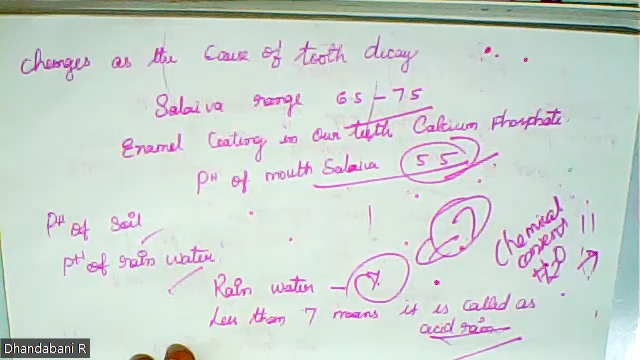 Changes as the cause of tooth decay
Salaiva range 6.5 - 7.5
Enamel Coating in our teeth Calcium phosphate
PH of mouth Salaiva 5.5
PH of Soil
PH of rain water
Rain water - 7
7
Less than 7 means it is called as
acid rain
Chemical
H2O
Dhandabani R